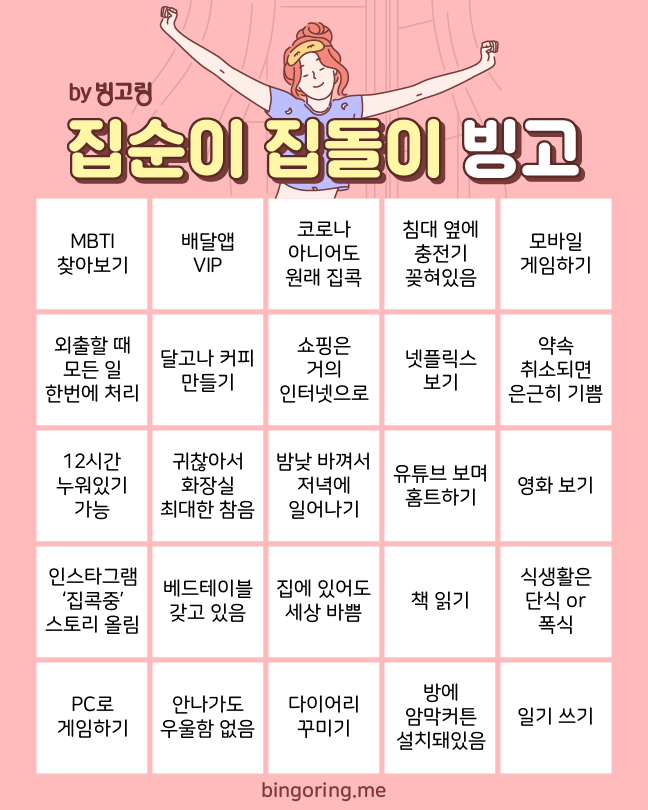 by 빙고링
집순이 집돌이 빙고
MBTI
찾아보기
배달앱
VIP
코로나
아니어도
원래 집콕
침대 옆에
충전기
꽂혀있음
모바일
게임하기
외출할 때
모든 일
한번에 처리
달고나 커피
만들기
쇼핑은
거의
인터넷으로
넷플릭스
보기
약속
취소되면
은근히 기쁨
12시간
누워있기
가능
귀찮아서
화장실
최대한 참음
밤낮 바껴서
저녁에
일어나기
유튜브 보며
홈트하기
영화 보기
인스타그램
‘집콕중’
스토리 올림
베드테이블
갖고 있음
집에 있어도
세상 바쁨
책 읽기
식생활은
단식 or
폭식
PC로
게임하기
안나가도
우울함 없음
다이어리
꾸미기
방에
암막커튼
설치돼있음
일기 쓰기
bingoring.me